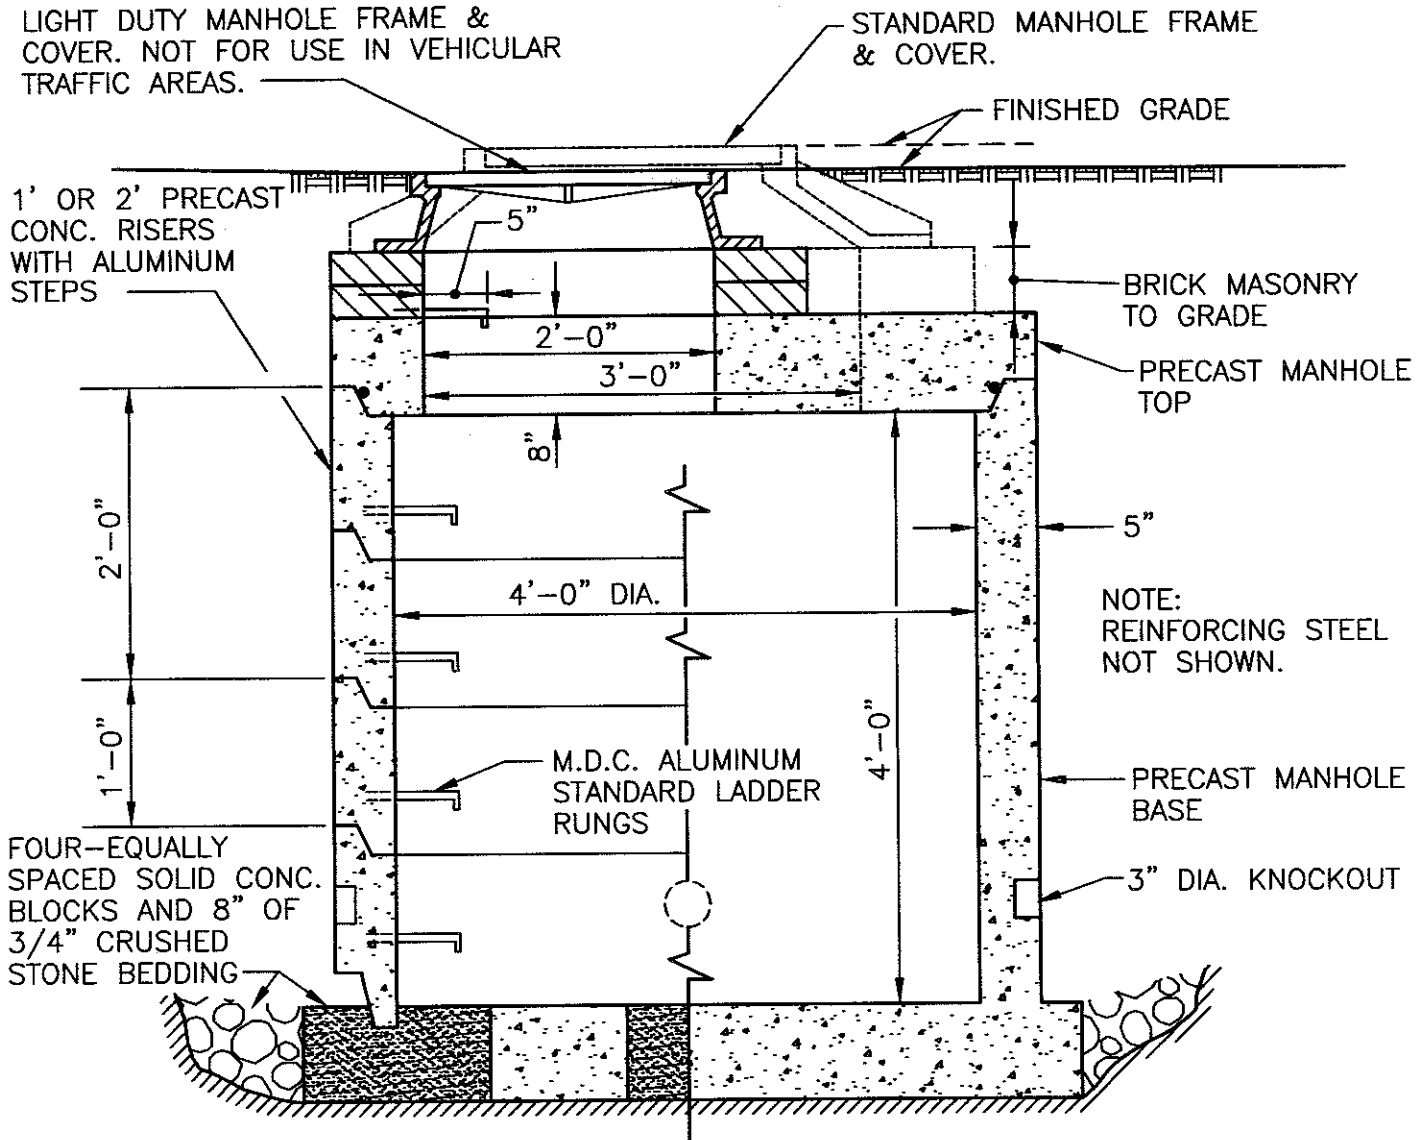 LIGHT DUTY MANHOLE FRAME &
COVER. NOT FOR USE IN VEHICULAR
TRAFFIC AREAS.
STANDARD MANHOLE FRAME
& COVER.
FINISHED GRADE
1' OR 2' PRECAST
CONC. RISERS
WITH ALUMINUM
STEPS
5"
BRICK MASONRY
TO GRADE
2'-0"
3'-0"
PRECAST MANHOLE
TOP
8"
2'-0"
5"
4'-0" DIA.
NOTE:
REINFORCING STEEL
NOT SHOWN.
1'-0"
4'-0"
M.D.C. ALUMINUM
STANDARD LADDER
RUNGS
PRECAST MANHOLE
BASE
FOUR-EQUALLY
SPACED SOLID CONC.
BLOCKS AND 8" OF
3/4" CRUSHED
STONE BEDDING
3" DIA. KNOCKOUT